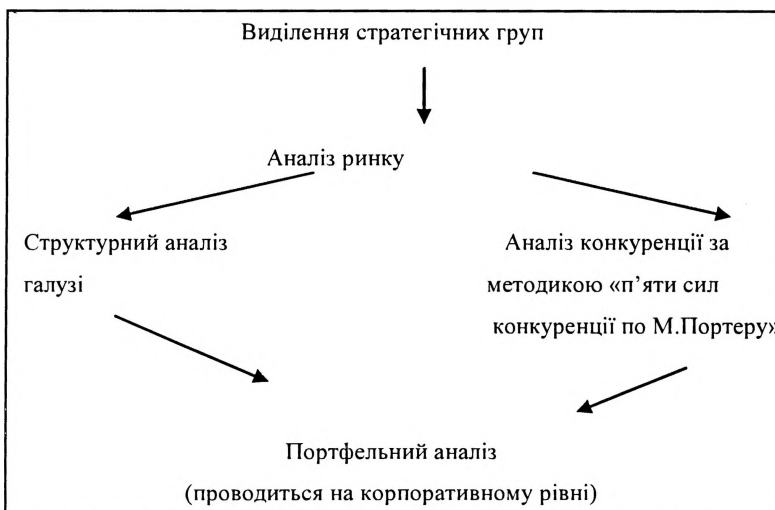 Виділення стратегічних груп
Аналіз ринку
Структурний аналіз
галузі
Аналіз конкуренції за
методикою «п’яти сил
конкуренції по М.Портеру»
Портфельний аналіз
(проводиться на корпоративному рівні)